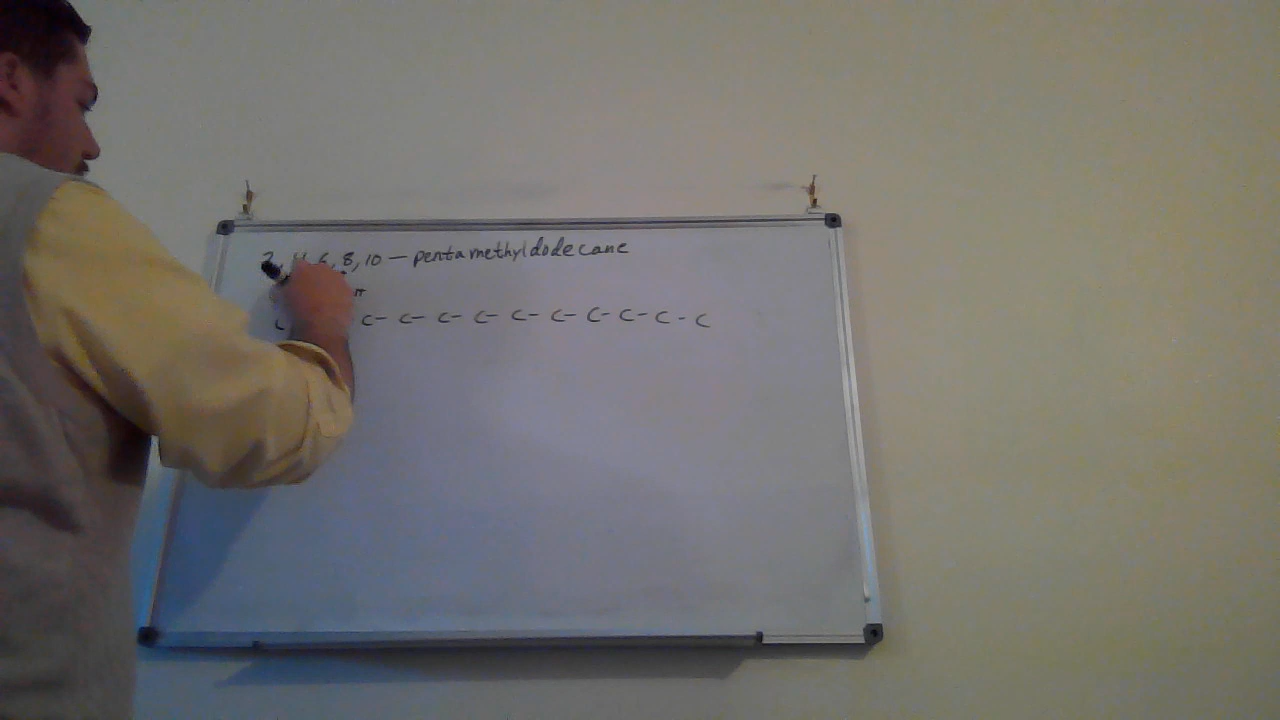 2, 4, 6, 8, 10 – pentamethyldodecane
C C- C- C- C- C- C- C- C- C - C